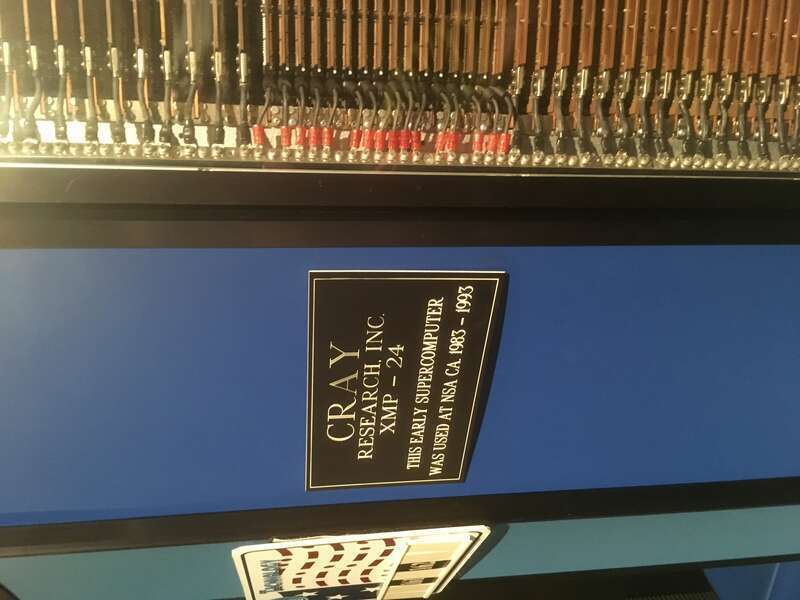 CRAY
RESEARCH, INC.
XMP - 24
THIS EARLY SUPERCOMPUTER
WAS USED AT NSA CA. 1983 - 1993